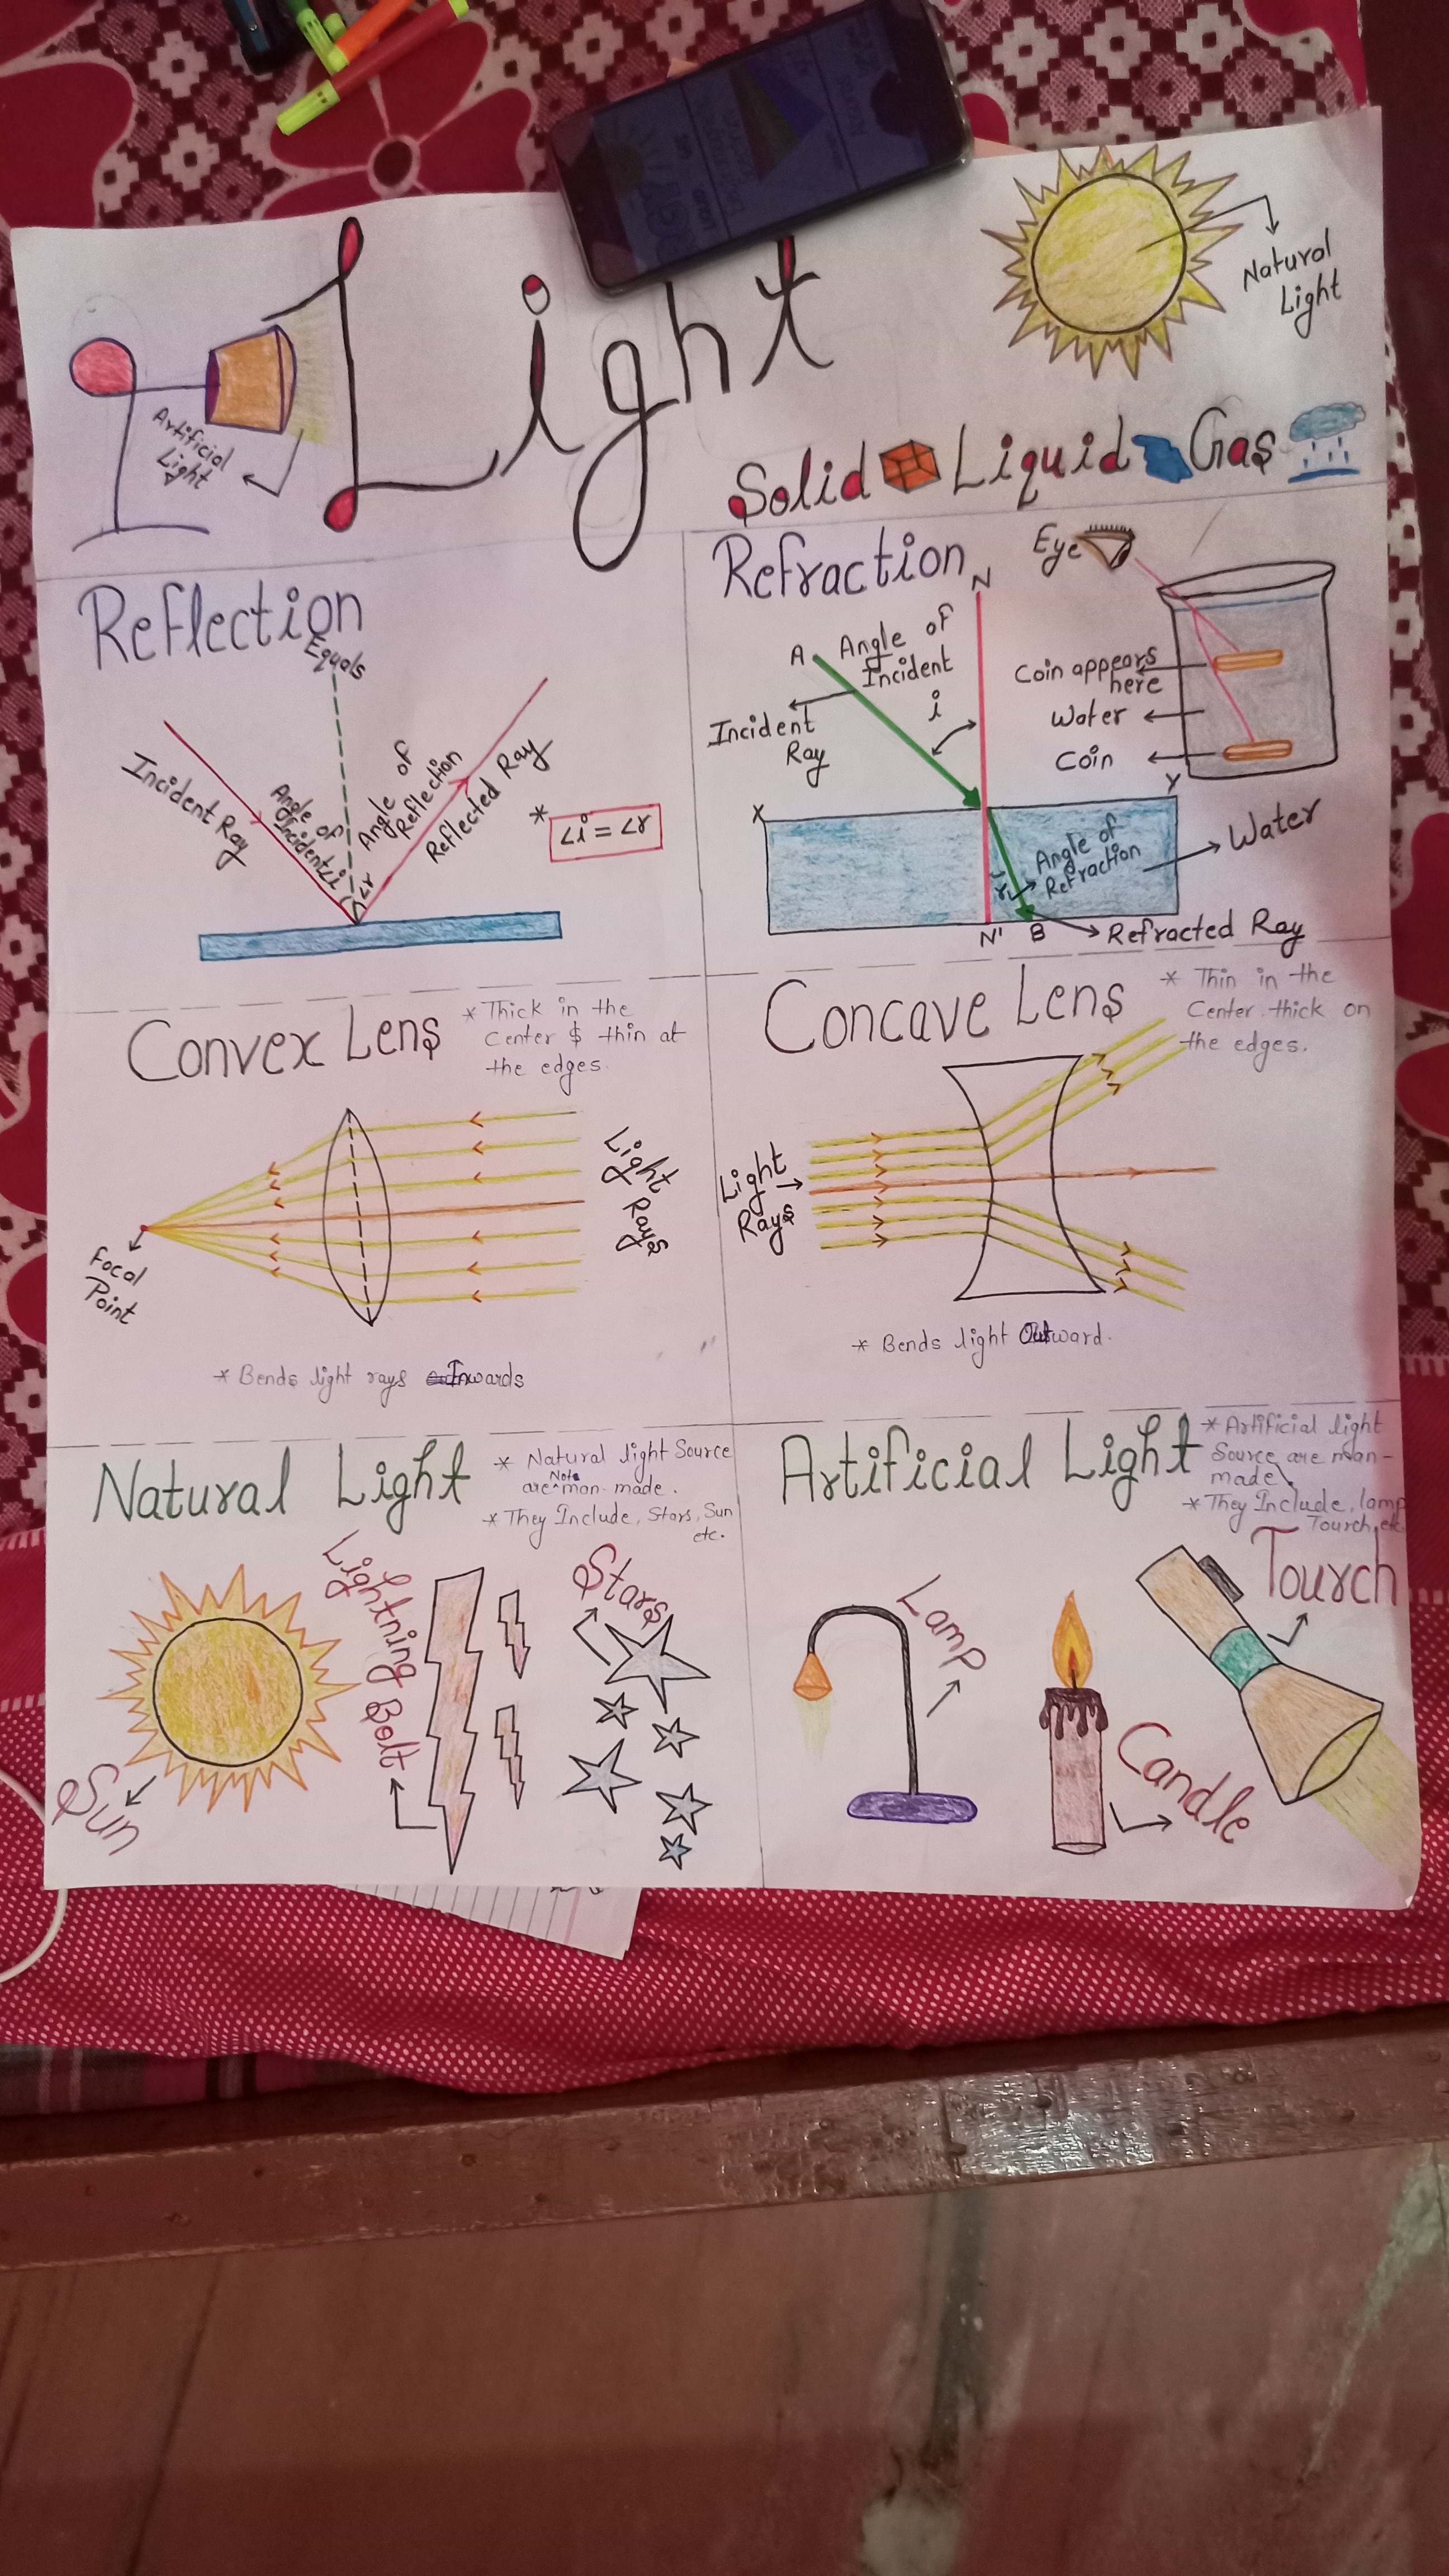 Light
Artificial
Light
Natural
Light
Solid Liquid Gas
Reflection
Equals
Incident Ray
Angle of
Incident
∠i
∠r
Angle
of
Reflection
Reflected Ray
* ∠i = ∠r
Refraction
N
Eye
A
Angle of
Incident
i
Incident
Ray
Coin appears
here
Water
Coin
X
Y
Angle of
Refraction
r
Water
N'
B
Refracted Ray
Convex Lens
* Thick in the
Center & thin at
the edges.
Light
Rays
Focal
Point
* Bends light rays Inwards
Concave Lens
* Thin in the
Center thick on
the edges.
Light
Rays
* Bends light Outward.
Natural Light
* Natural light Source
are Note man-made.
* They Include, Stars, Sun
etc.
Sun
Lightning Bolt
Stars
Artificial Light
* Artificial light
Source are man-
made
* They Include, lamp
Tourch, etc
Lamp
Candle
Tourch